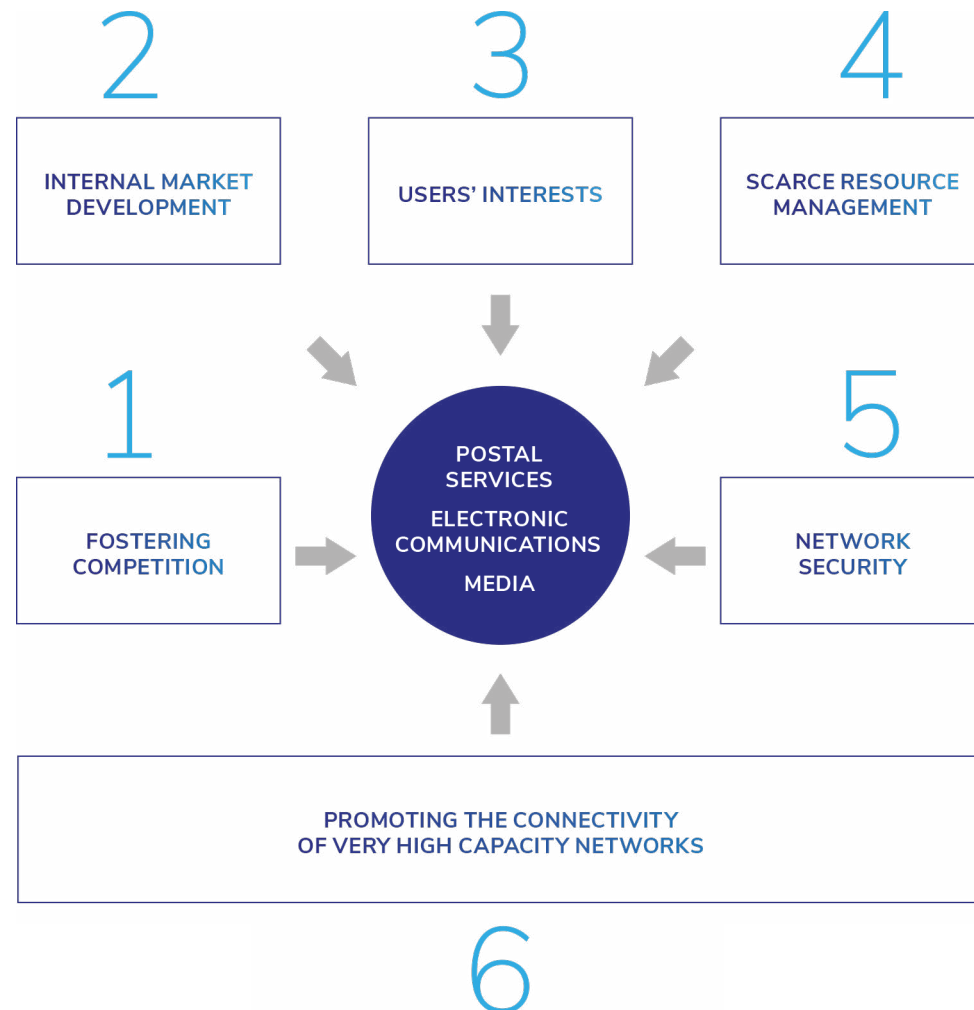 2
3
4
INTERNAL MARKET
DEVELOPMENT
USERS’ INTERESTS
SCARCE RESOURCE
MANAGEMENT
1
5
FOSTERING
COMPETITION
POSTAL
SERVICES
ELECTRONIC
COMMUNICATIONS
MEDIA
NETWORK
SECURITY
PROMOTING THE CONNECTIVITY
OF VERY HIGH CAPACITY NETWORKS
6